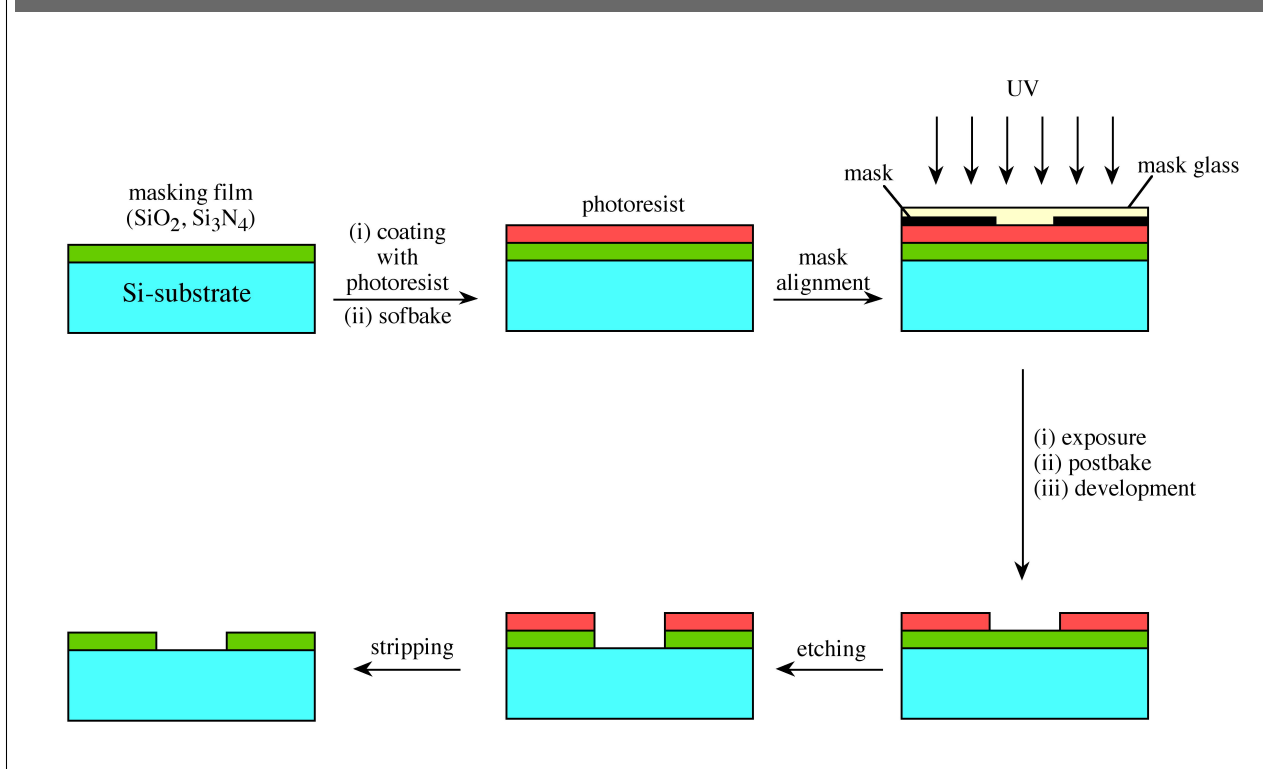 masking film
(SiO2, Si3N4)
Si-substrate
(i) coating
with
photoresist
(ii) sofbake
photoresist
mask
alignment
UV
mask
mask glass
(i) exposure
(ii) postbake
(iii) development
etching
stripping